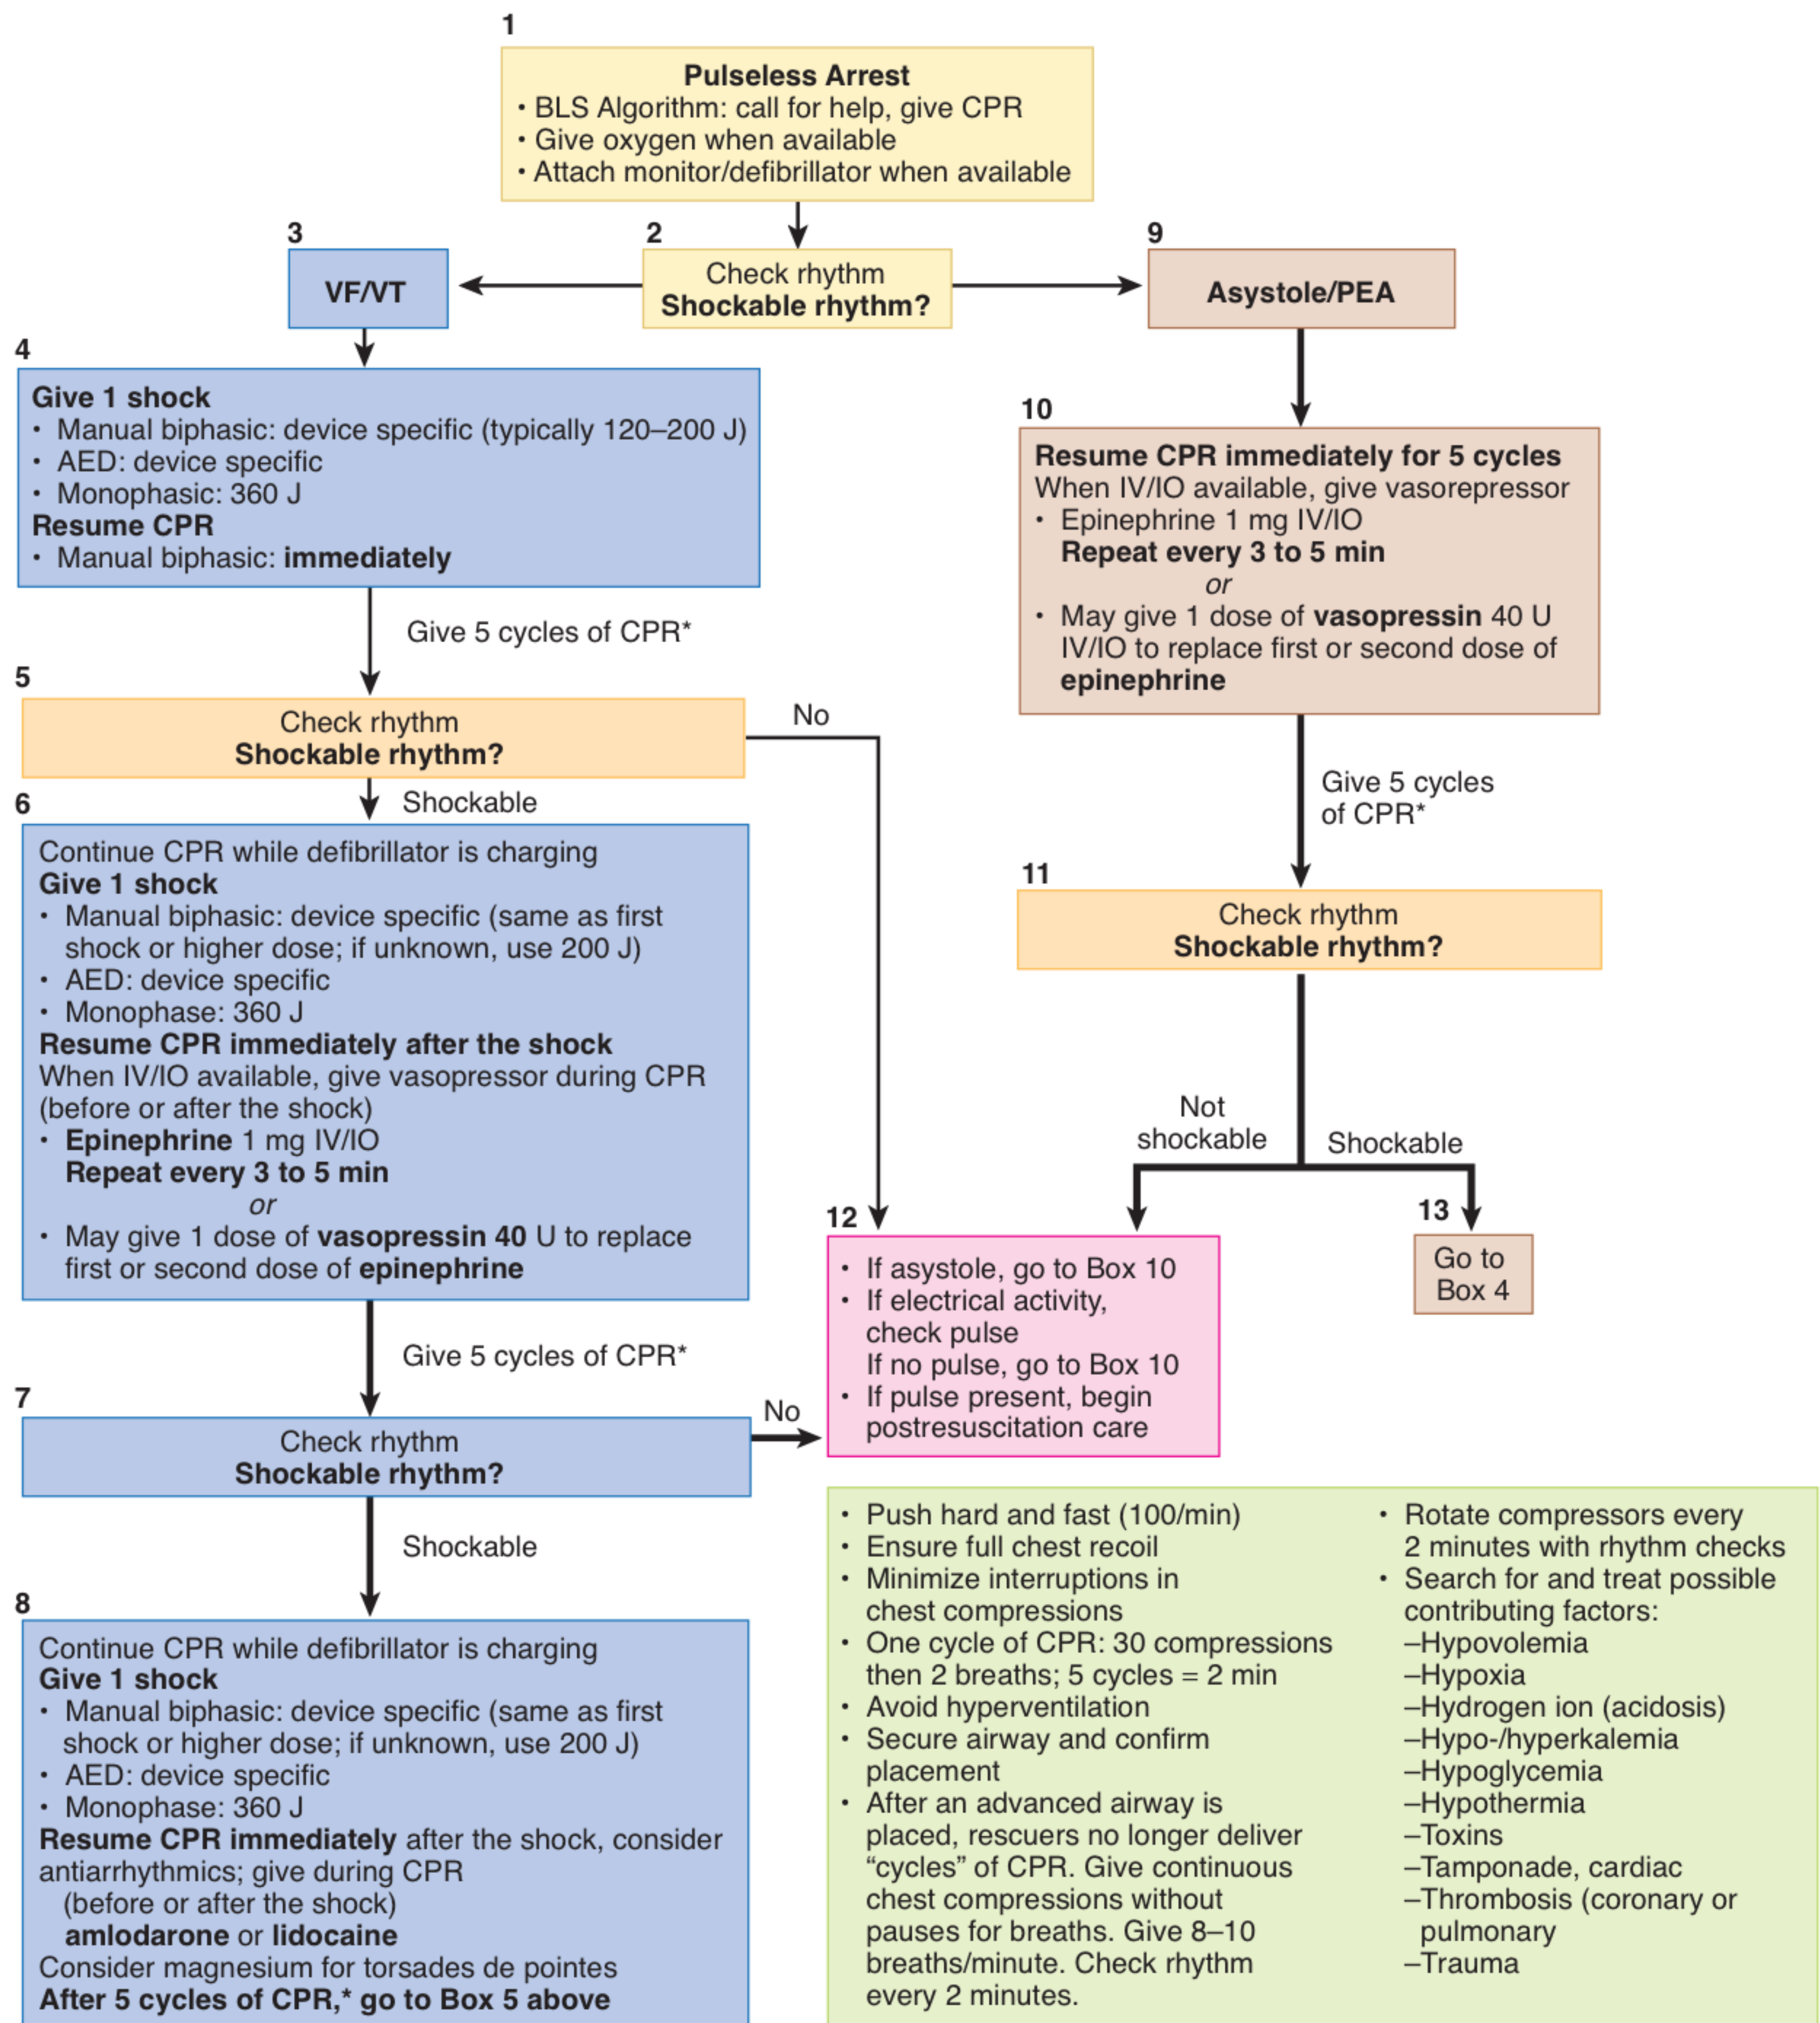 1
Pulseless Arrest
• BLS Algorithm: call for help, give CPR
• Give oxygen when available
• Attach monitor/defibrillator when available
2
Check rhythm
Shockable rhythm?
3
VF/VT
4
Give 1 shock
• Manual biphasic: device specific (typically 120–200 J)
• AED: device specific
• Monophasic: 360 J
Resume CPR
• Manual biphasic: immediately
Give 5 cycles of CPR*
5
Check rhythm
Shockable rhythm?
No
Shockable
6
Continue CPR while defibrillator is charging
Give 1 shock
• Manual biphasic: device specific (same as first
shock or higher dose; if unknown, use 200 J)
• AED: device specific
• Monophase: 360 J
Resume CPR immediately after the shock
When IV/IO available, give vasopressor during CPR
(before or after the shock)
• Epinephrine 1 mg IV/IO
Repeat every 3 to 5 min
or
• May give 1 dose of vasopressin 40 U to replace
first or second dose of epinephrine
Give 5 cycles of CPR*
7
Check rhythm
Shockable rhythm?
No
Shockable
8
Continue CPR while defibrillator is charging
Give 1 shock
• Manual biphasic: device specific (same as first
shock or higher dose; if unknown, use 200 J)
• AED: device specific
• Monophase: 360 J
Resume CPR immediately after the shock, consider
antiarrhythmics; give during CPR
(before or after the shock)
amlodarone or lidocaine
Consider magnesium for torsades de pointes
After 5 cycles of CPR,* go to Box 5 above
9
Asystole/PEA
10
Resume CPR immediately for 5 cycles
When IV/IO available, give vasorepressor
• Epinephrine 1 mg IV/IO
Repeat every 3 to 5 min
or
• May give 1 dose of vasopressin 40 U
IV/IO to replace first or second dose of
epinephrine
Give 5 cycles
of CPR*
11
Check rhythm
Shockable rhythm?
Not
shockable
Shockable
12
• If asystole, go to Box 10
• If electrical activity,
check pulse
If no pulse, go to Box 10
• If pulse present, begin
postresuscitation care
13
Go to
Box 4
• Push hard and fast (100/min)
• Ensure full chest recoil
• Minimize interruptions in
chest compressions
• One cycle of CPR: 30 compressions
then 2 breaths; 5 cycles = 2 min
• Avoid hyperventilation
• Secure airway and confirm
placement
• After an advanced airway is
placed, rescuers no longer deliver
“cycles” of CPR. Give continuous
chest compressions without
pauses for breaths. Give 8–10
breaths/minute. Check rhythm
every 2 minutes.
• Rotate compressors every
2 minutes with rhythm checks
• Search for and treat possible
contributing factors:
–Hypovolemia
–Hypoxia
–Hydrogen ion (acidosis)
–Hypo-/hyperkalemia
–Hypoglycemia
–Hypothermia
–Toxins
–Tamponade, cardiac
–Thrombosis (coronary or
pulmonary
–Trauma